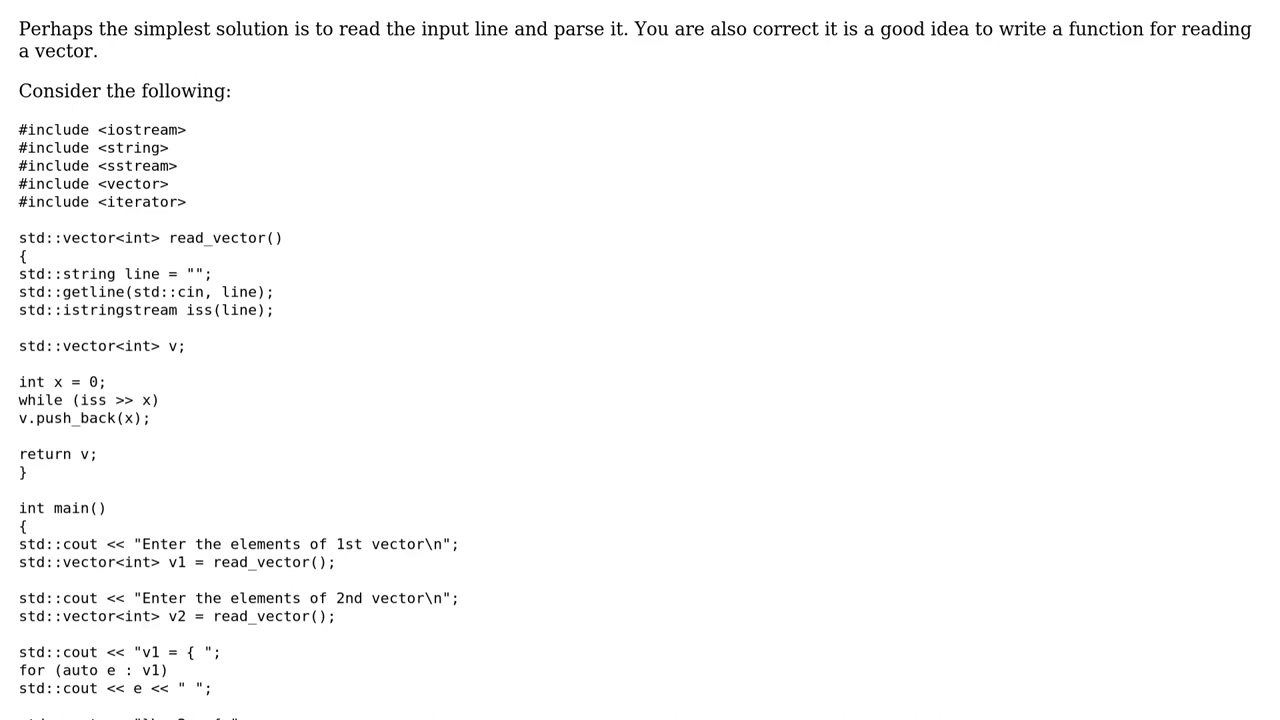 Perhaps the simplest solution is to read the input line and parse it. You are also correct it is a good idea to write a function for reading
a vector.
Consider the following:
#include <iostream>
#include <string>
#include <sstream>
#include <vector>
#include <iterator>
std::vector<int> read_vector()
{
std::string line = "";
std::getline(std::cin, line);
std::istringstream iss(line);
std::vector<int> v;
int x = 0;
while (iss >> x)
v.push_back(x);
return v;
}
int main()
{
std::cout << "Enter the elements of 1st vector\n";
std::vector<int> v1 = read_vector();
std::cout << "Enter the elements of 2nd vector\n";
std::vector<int> v2 = read_vector();
std::cout << "v1 = { ";
for (auto e : v1)
std::cout << e << " ";